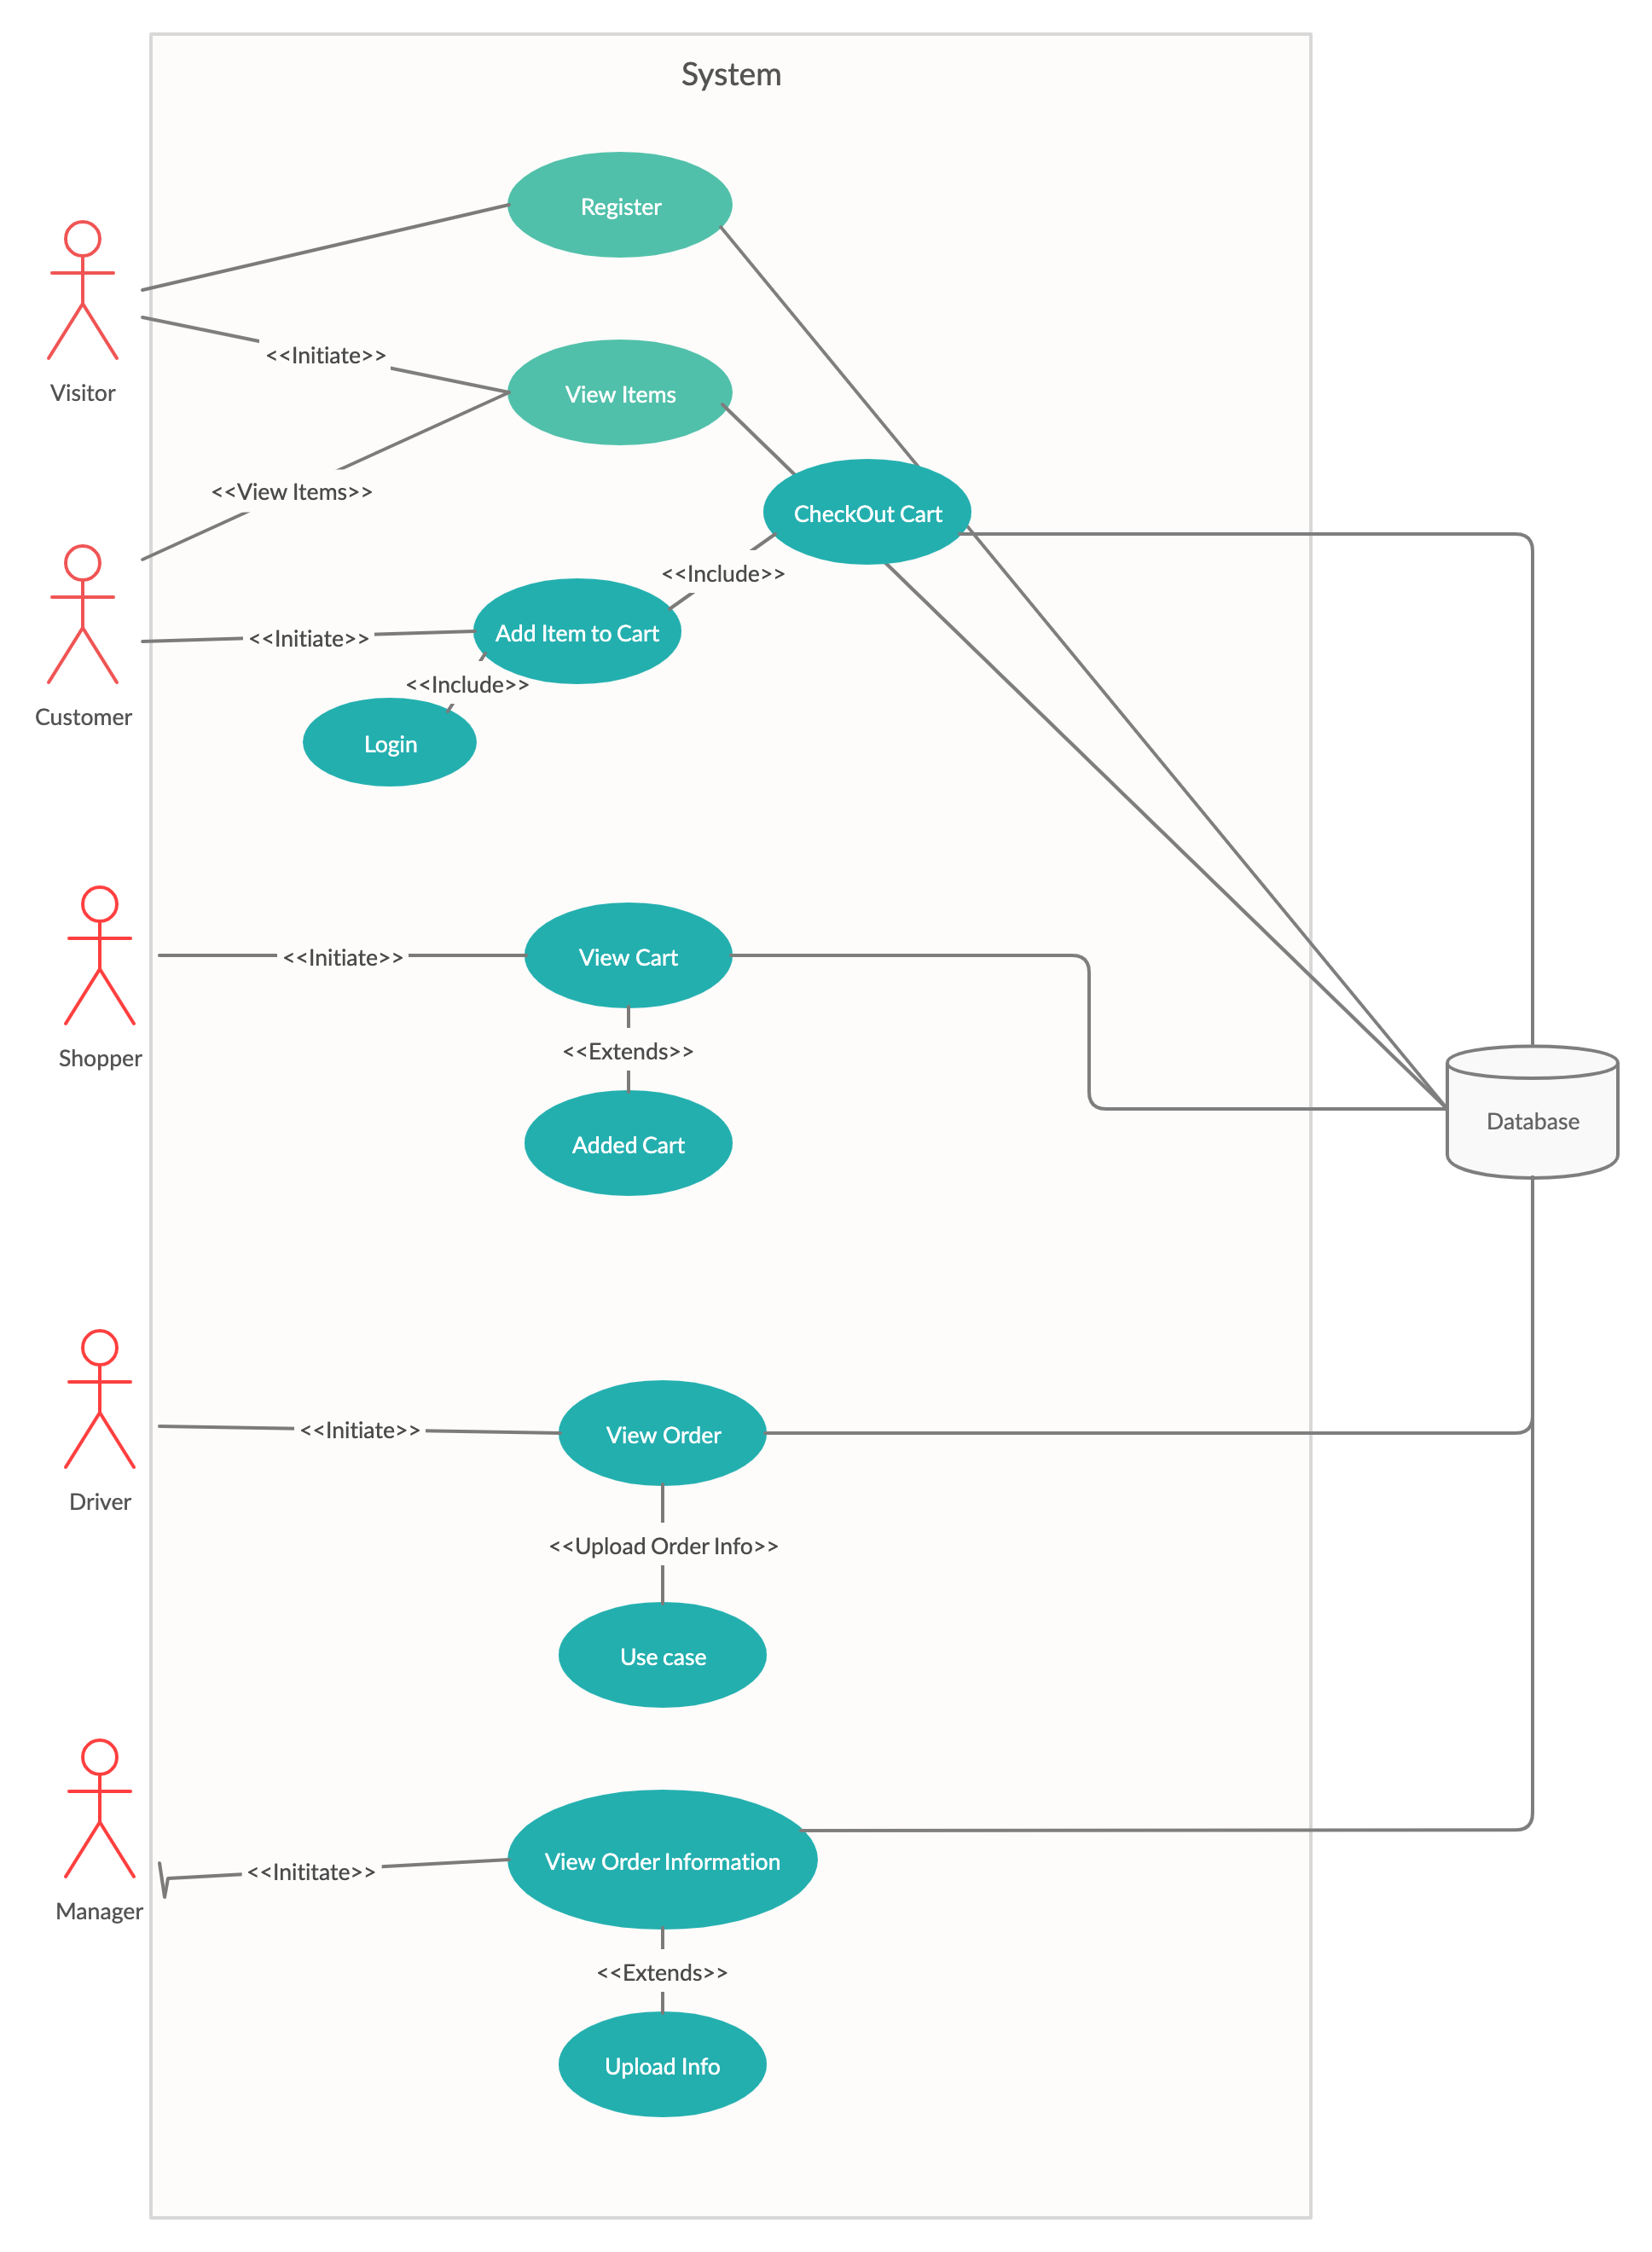 System
Register
<<Initiate>>
Visitor
View Items
<<View Items>>
CheckOut Cart
<<Include>>
<<Initiate>>
Add Item to Cart
<<Include>>
Customer
Login
<<Initiate>>
View Cart
Shopper
<<Extends>>
Database
Added Cart
<<Initiate>>
View Order
Driver
<<Upload Order Info>>
Use case
<<Inititate>>
View Order Information
Manager
<<Extends>>
Upload Info